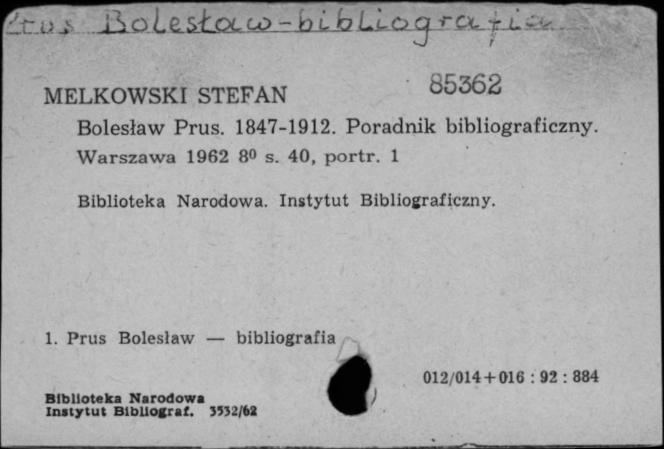 Prus Bolesław-bibliografia
85362
MELKOWSKI STEFAN
Bolesław Prus. 1847-1912. Poradnik bibliograficzny.
Warszawa 1962 8⁰ s. 40, portr. 1
Biblioteka Narodowa. Instytut Bibliograficzny.
1. Prus Bolesław — bibliografia
012/014+016 : 92 : 884
Biblioteka Narodowa
Instytut Bibliograf. 3532/62